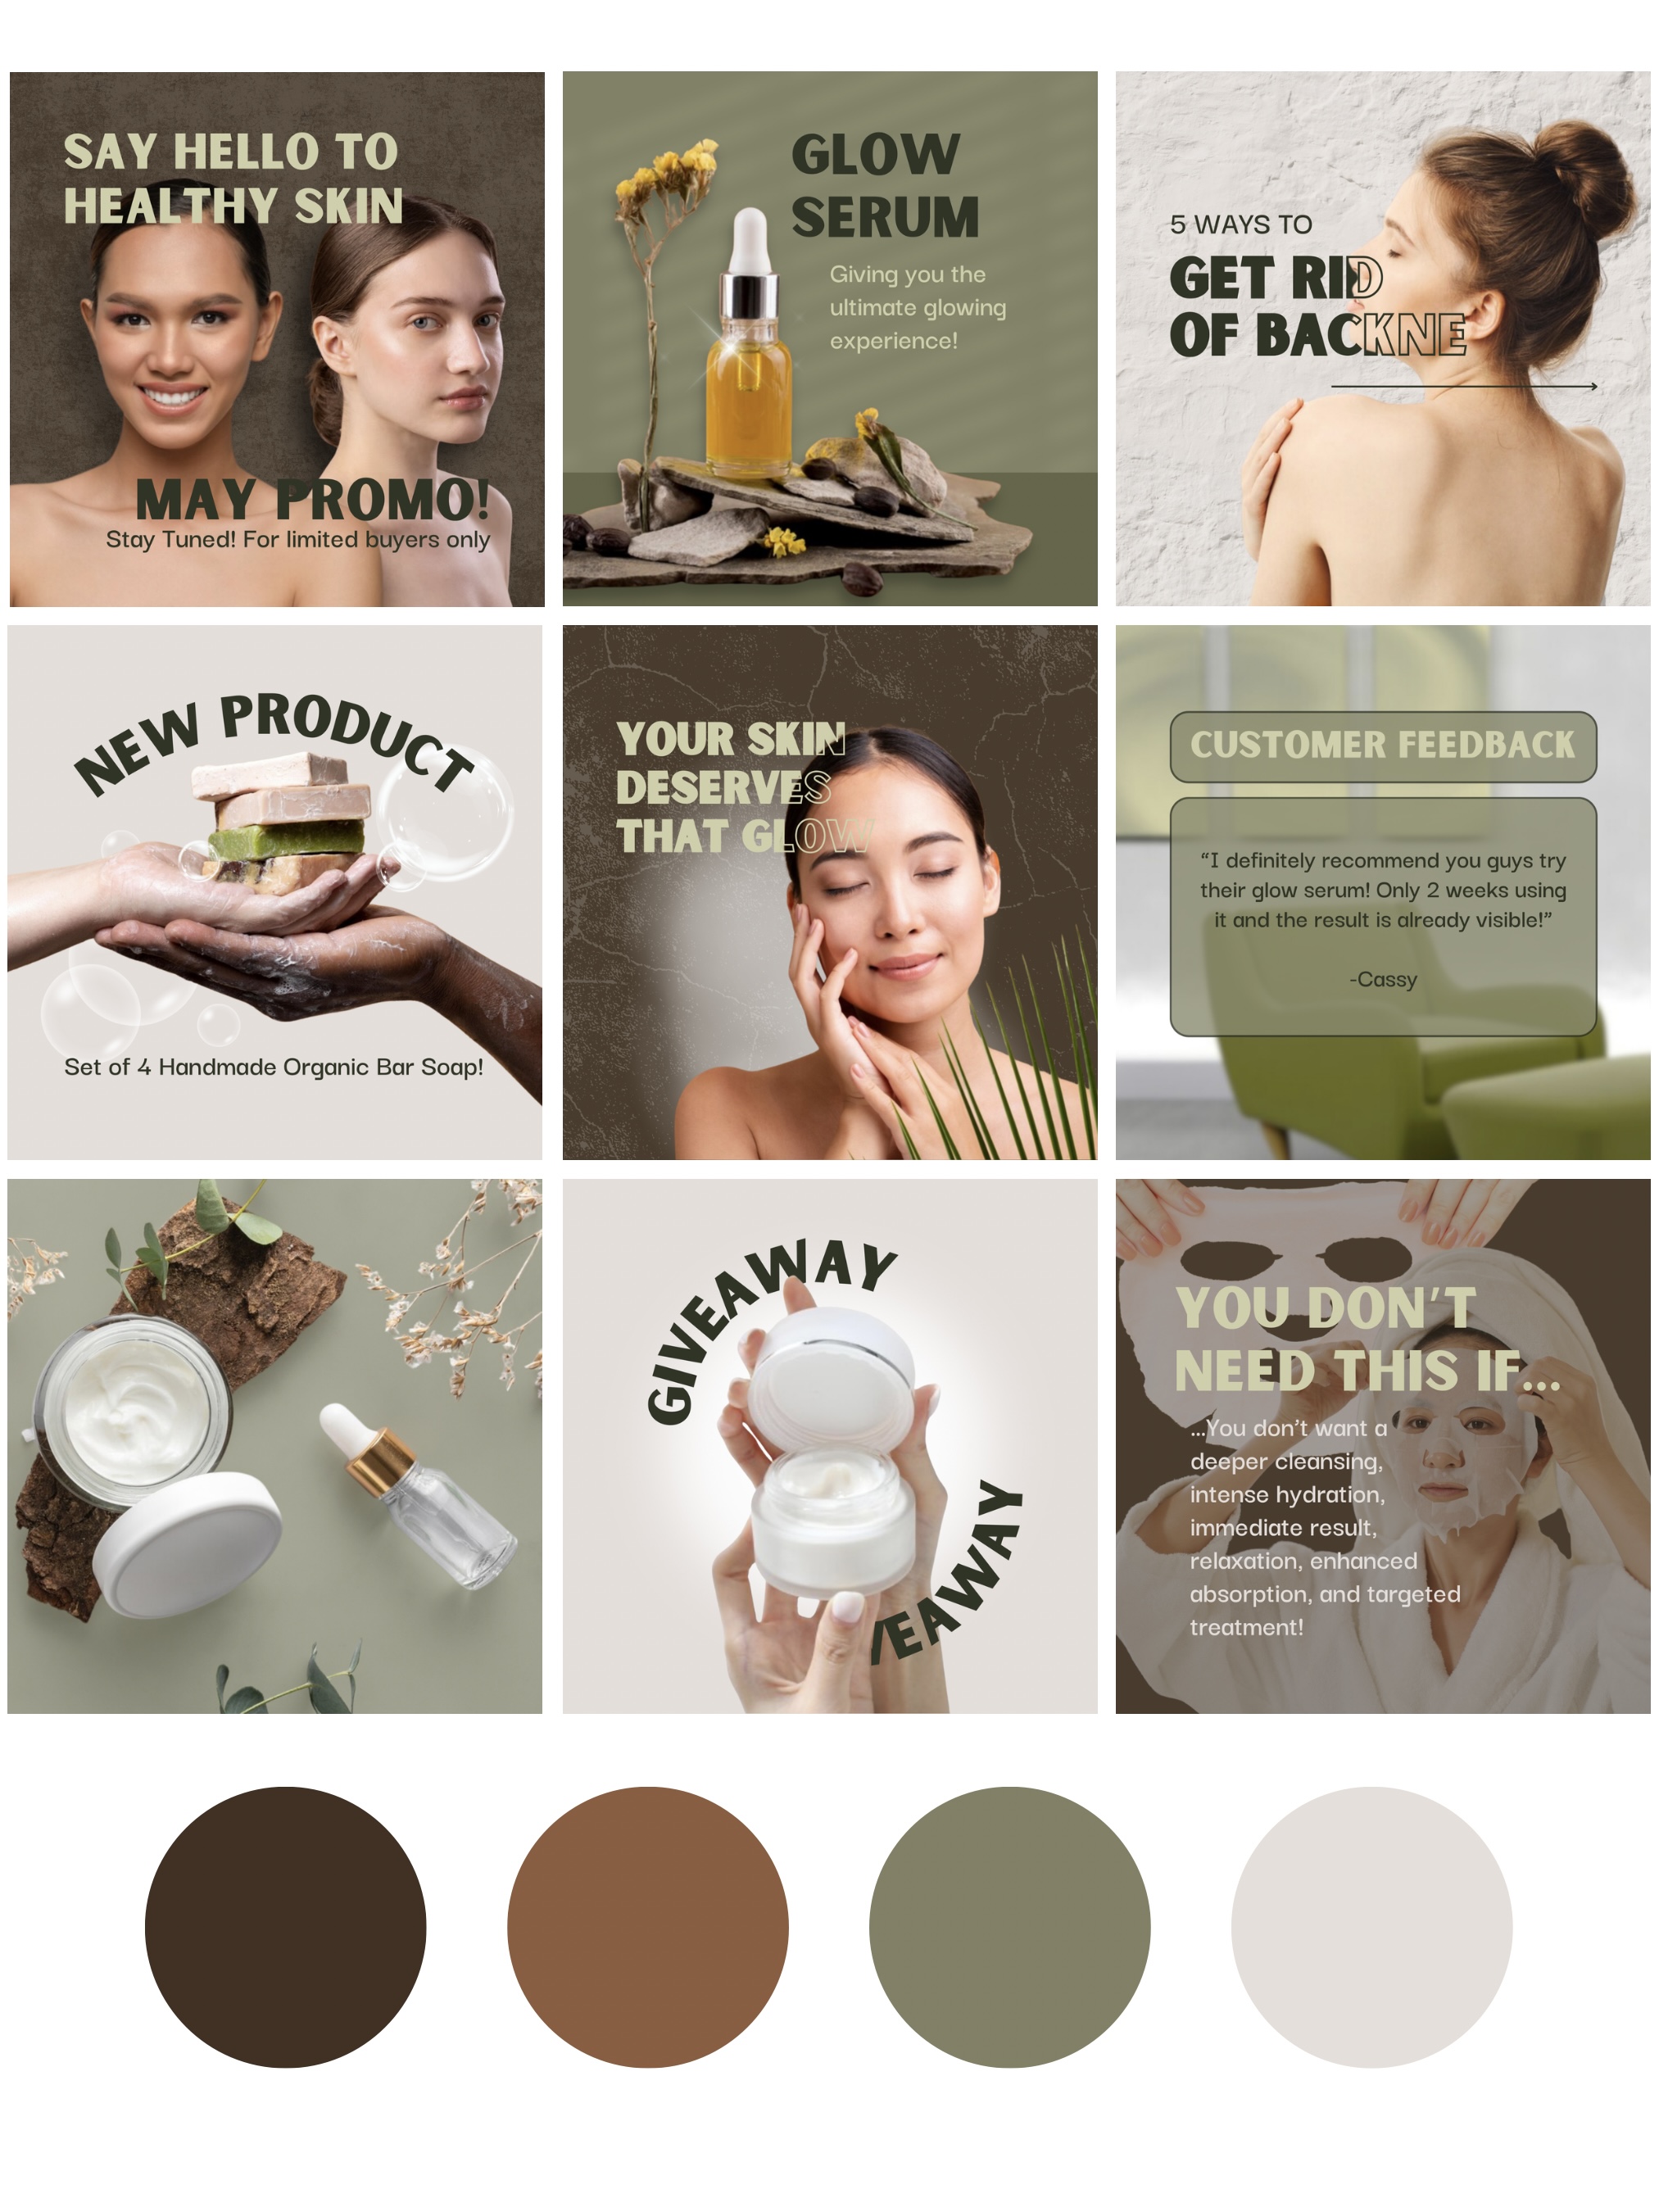 SAY HELLO TO
HEALTHY SKIN
MAY PROMO!
Stay Tuned! For limited buyers only
GLOW
SERUM
Giving you the
ultimate glowing
experience!
5 WAYS TO
GET RID
OF BACKNE
NEW PRODUCT
Set of 4 Handmade Organic Bar Soap!
YOUR SKIN
DESERVES
THAT GLOW
CUSTOMER FEEDBACK
“I definitely recommend you guys try
their glow serum! Only 2 weeks using
it and the result is already visible!”
-Cassy
GIVEAWAY
VEAWAY
YOU DON’T
NEED THIS IF...
...You don’t want a
deeper cleansing,
intense hydration,
immediate result,
relaxation, enhanced
absorption, and targeted
treatment!